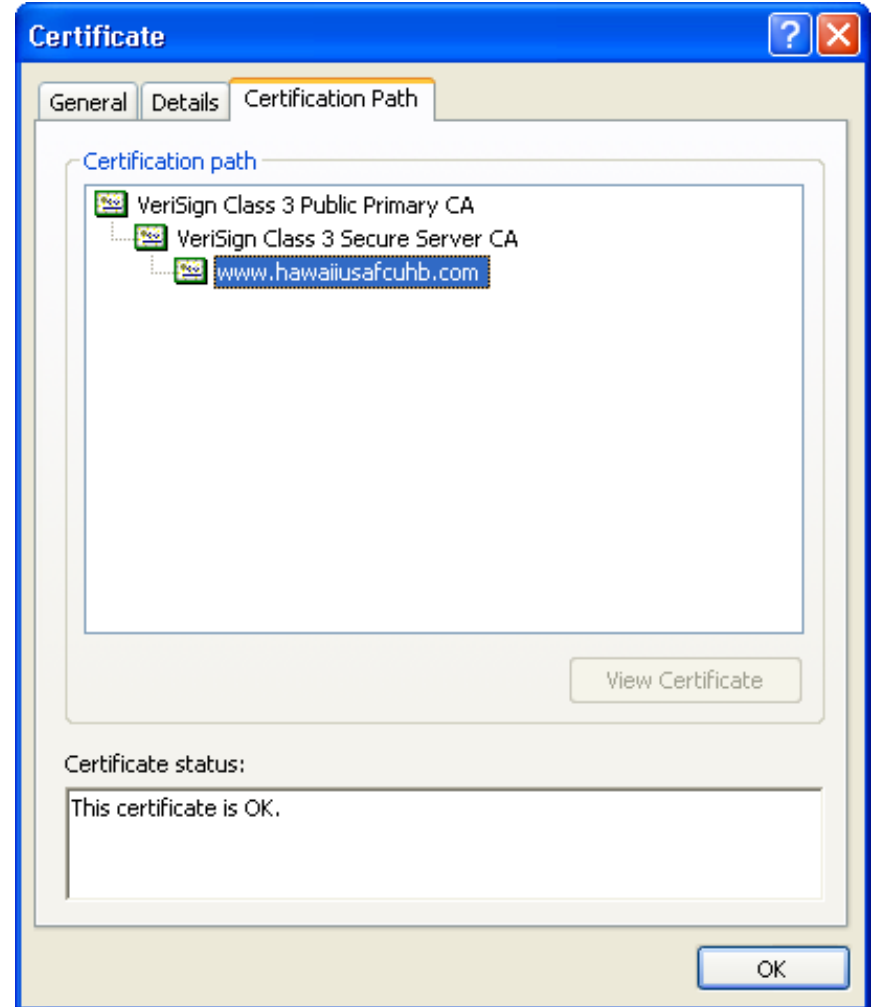 Certificate
General Details Certification Path
Certification path
VeriSign Class 3 Public Primary CA
VeriSign Class 3 Secure Server CA
www.hawaiiusafcuhb.com
View Certificate
Certificate status:
This certificate is OK.
OK